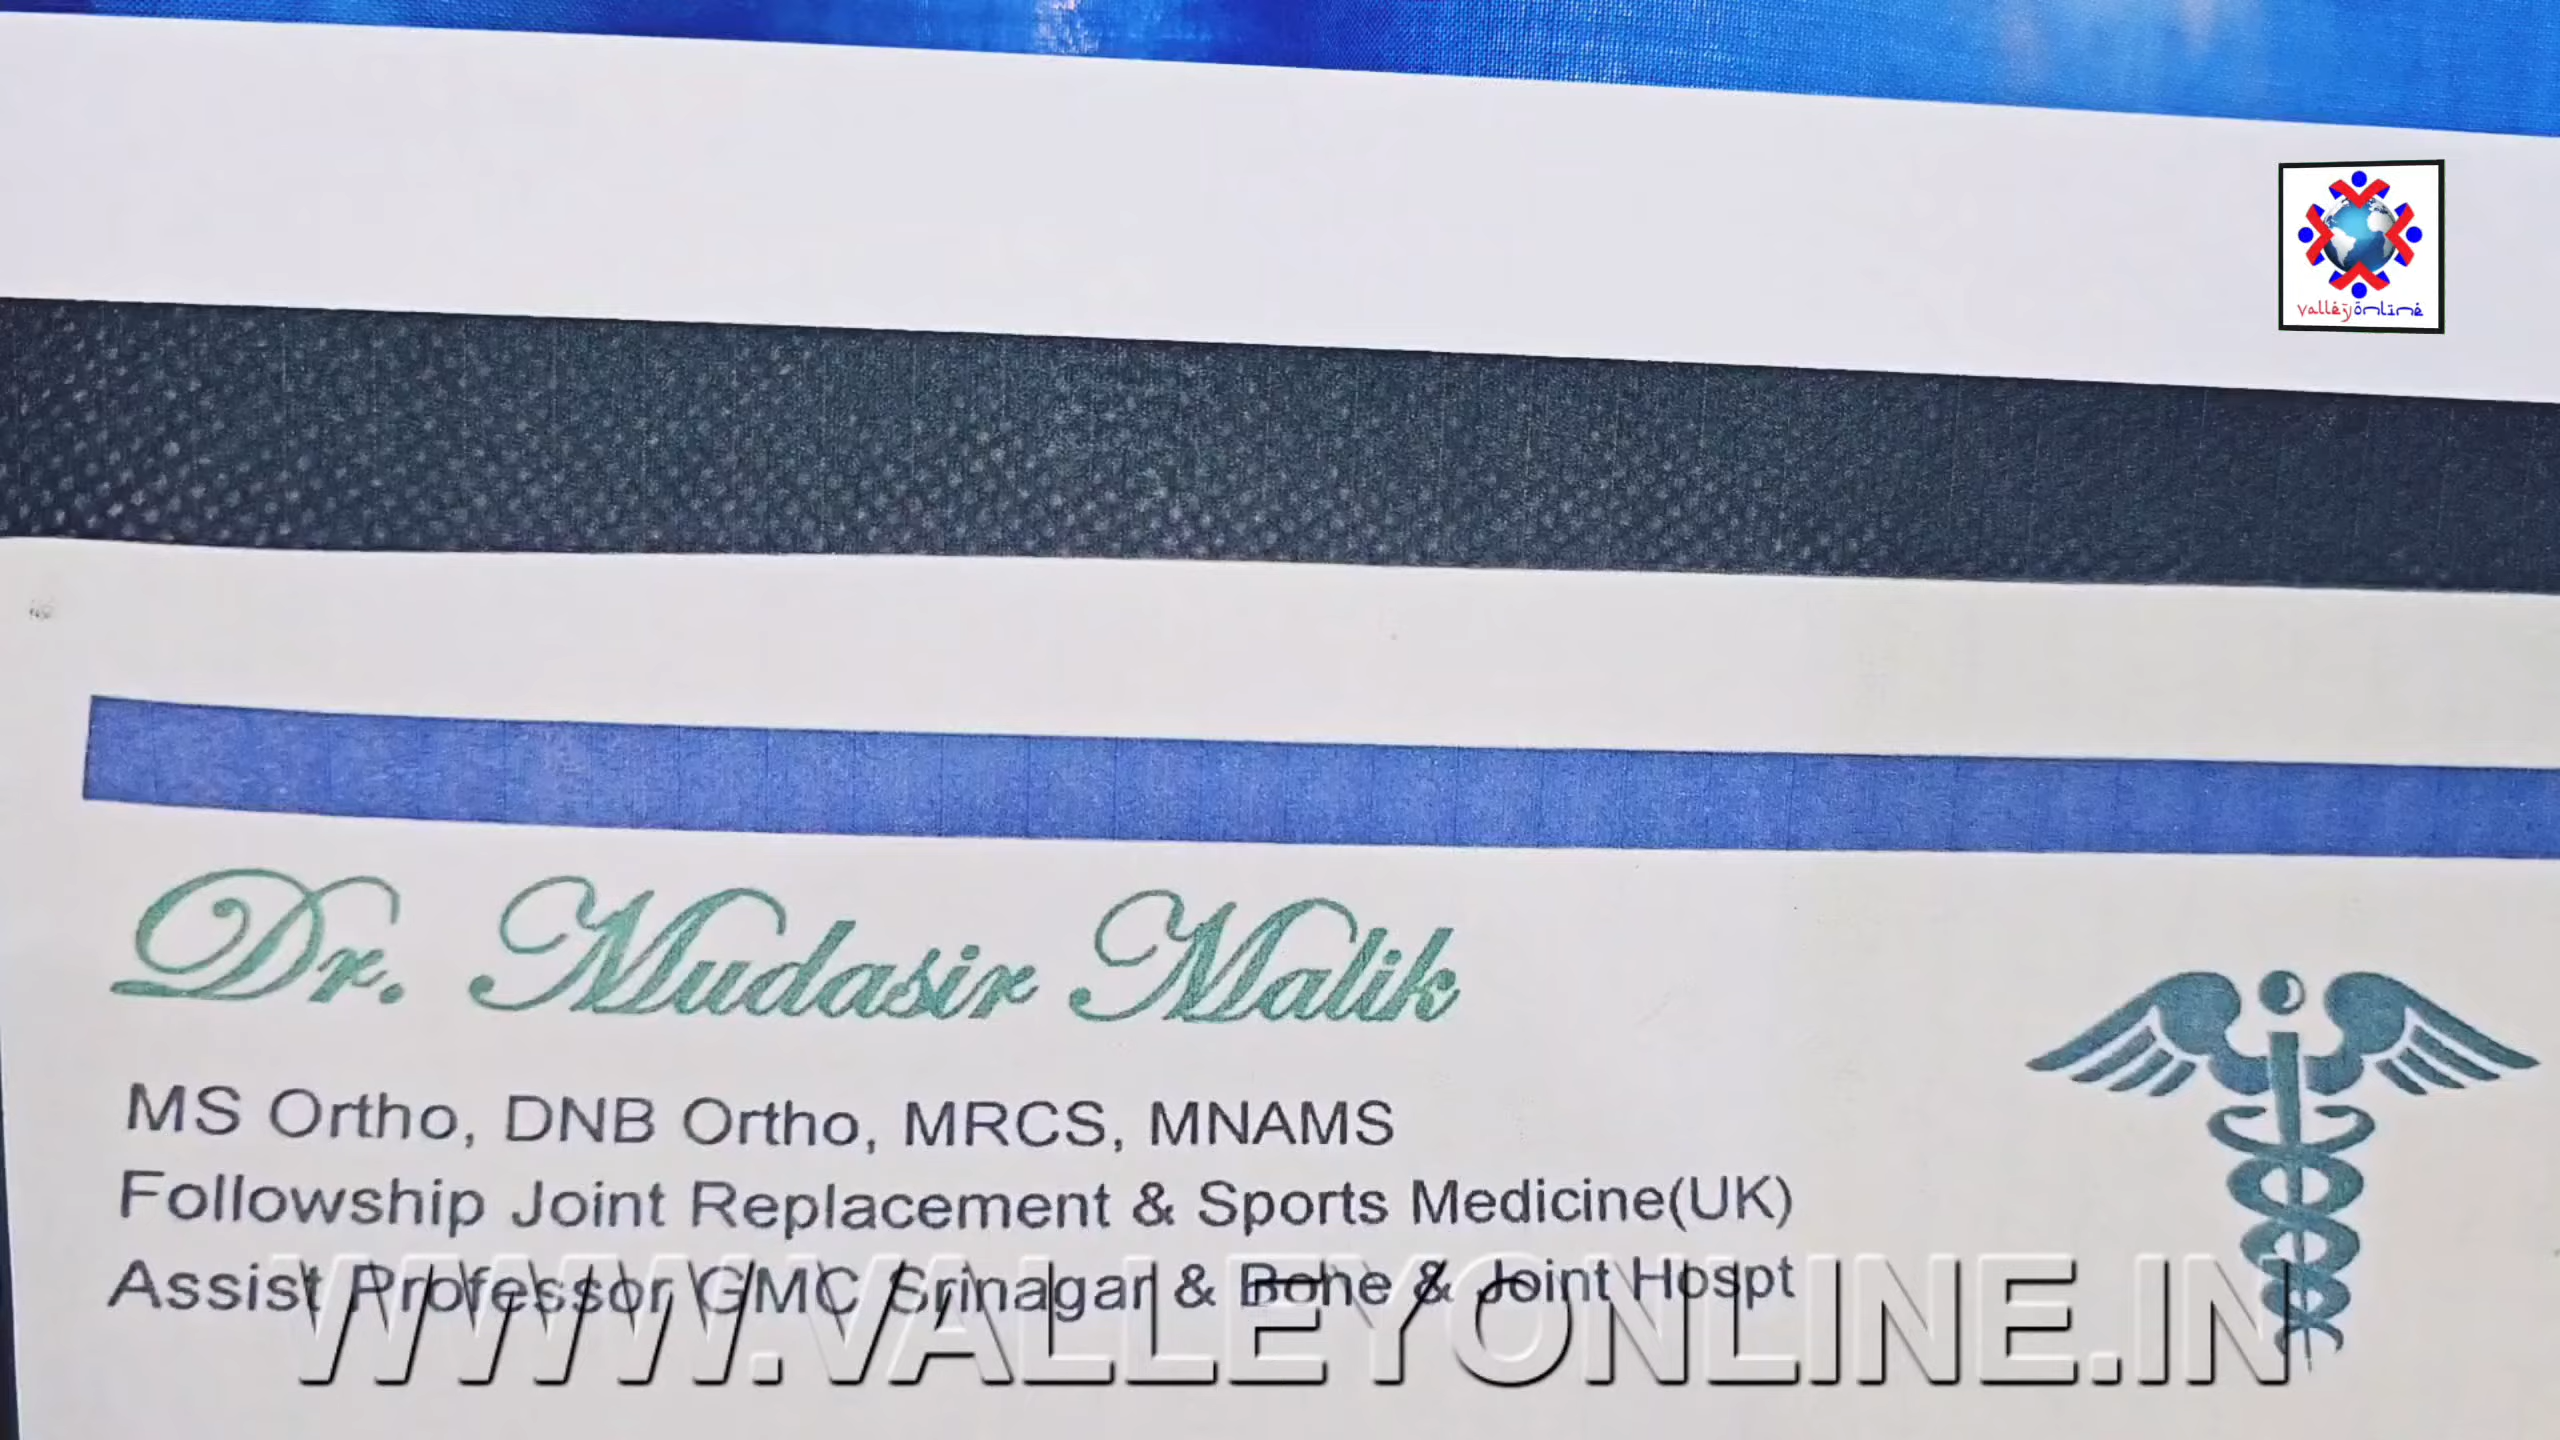 valleyonline
Dr. Mudasir Malik
MS Ortho, DNB Ortho, MRCS, MNAMS
Followship Joint Replacement & Sports Medicine(UK)
Assist Professor GMC Srinagar & Bone & Joint Hospt
WWW.VALLEYONLINE.IN